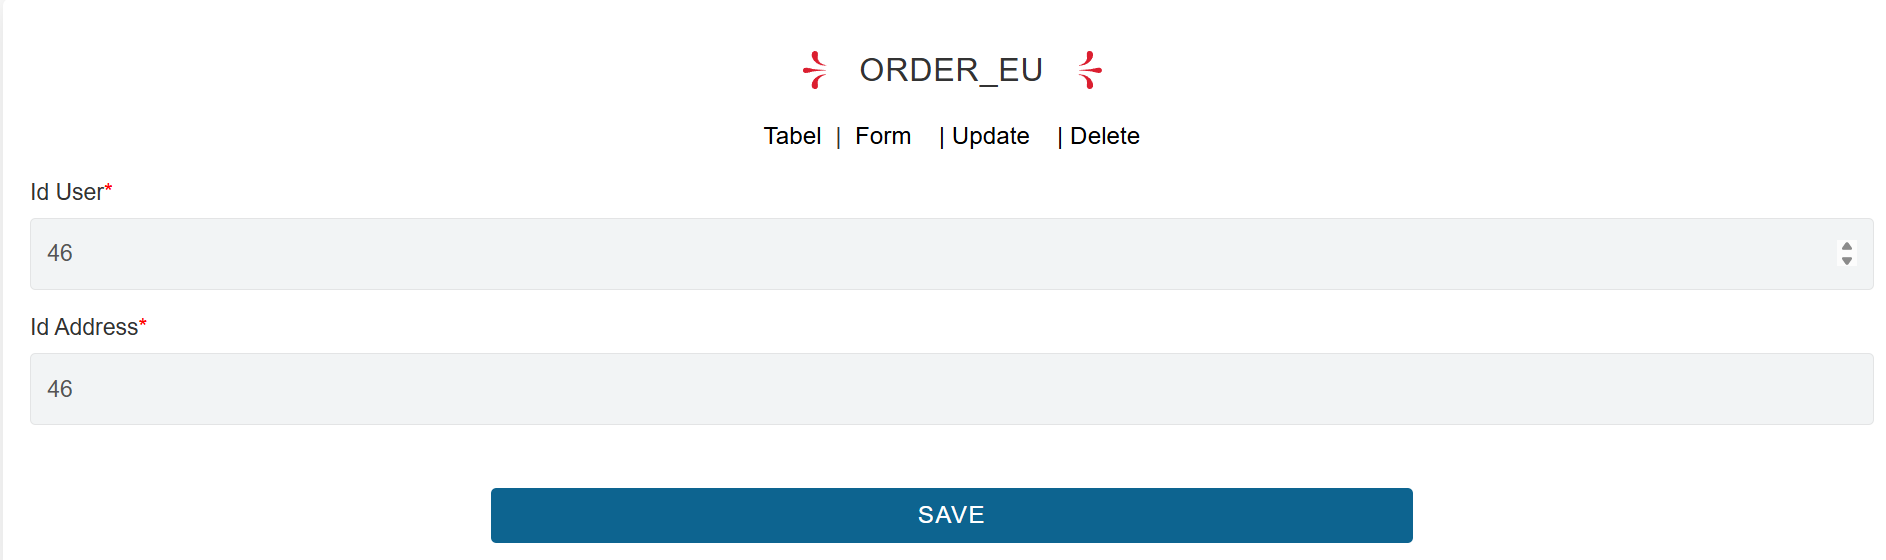 ORDER_EU
Tabel | Form | Update | Delete
Id User*
46
Id Address*
46
SAVE